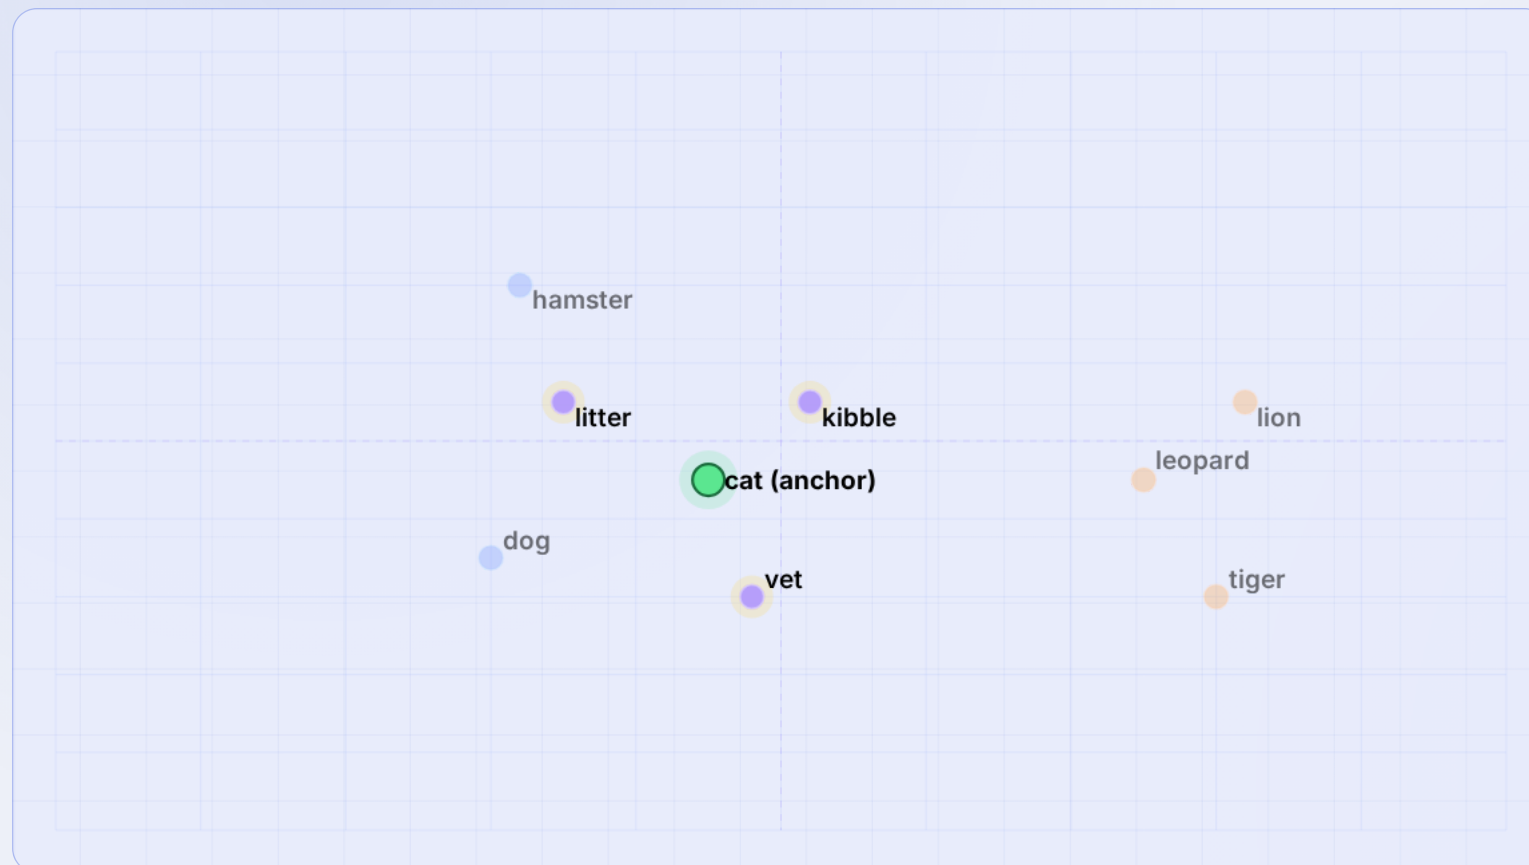 hamster
litter
kibble
lion
leopard
cat (anchor)
dog
vet
tiger